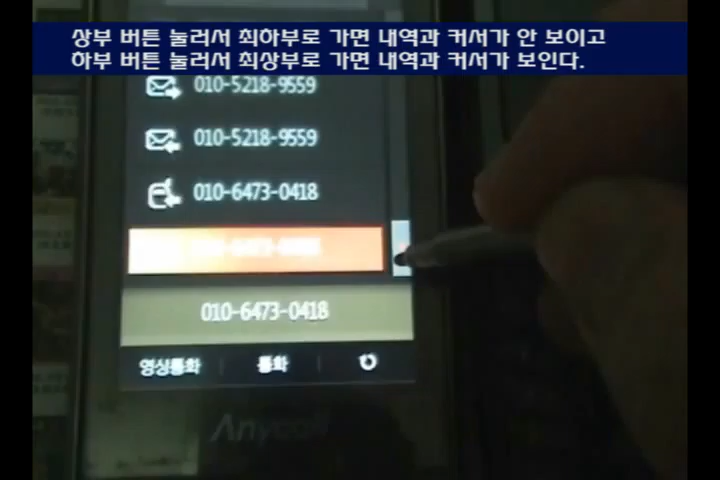 상부 버튼 눌러서 최하부로 가면 내역과 커서가 안 보이고
하부 버튼 눌러서 최상부로 가면 내역과 커서가 보인다.
010-5218-9559
010-5218-9559
010-6473-0418
010-6473-0418
영상통화 통화
Anycall